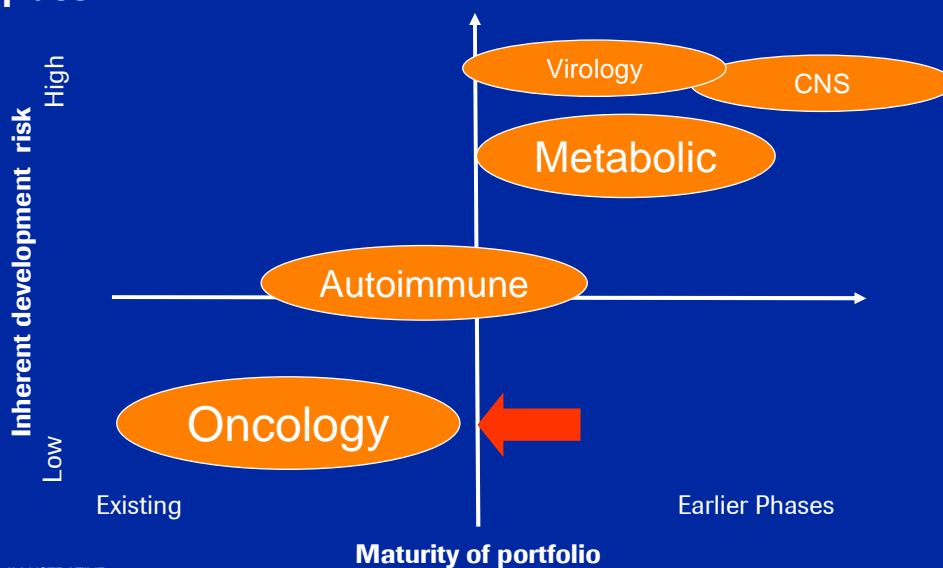 High
Virology
CNS
Metabolic
Inherent development risk
Autoimmune
Oncology
Low
Existing
Earlier Phases
Maturity of portfolio